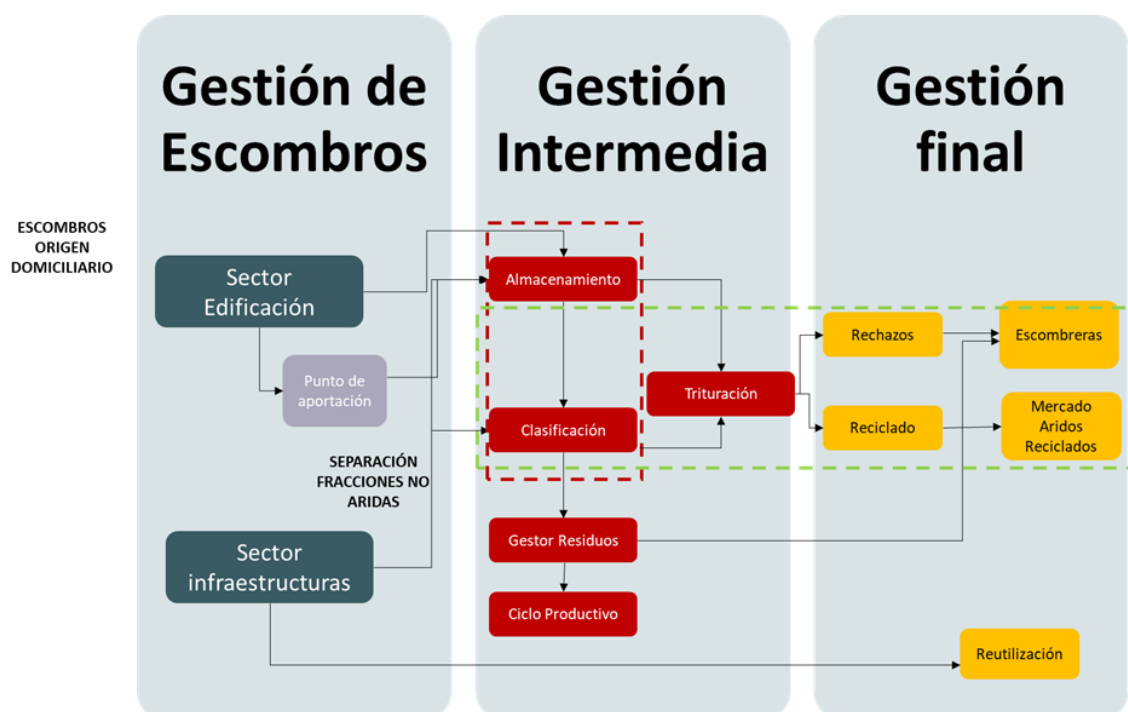 Gestión de
Escombros
Gestión
Intermedia
Gestión
final
ESCOMBROS
ORIGEN
DOMICILIARIO
Sector
Edificación
Punto de
aportación
SEPARACIÓN
FRACCIONES NO
ARIDAS
Sector
infraestructuras
Almacenamiento
Clasificación
Trituración
Gestor Residuos
Ciclo Productivo
Rechazos
Escombreras
Reciclado
Mercado
Aridos
Reciclados
Reutilización